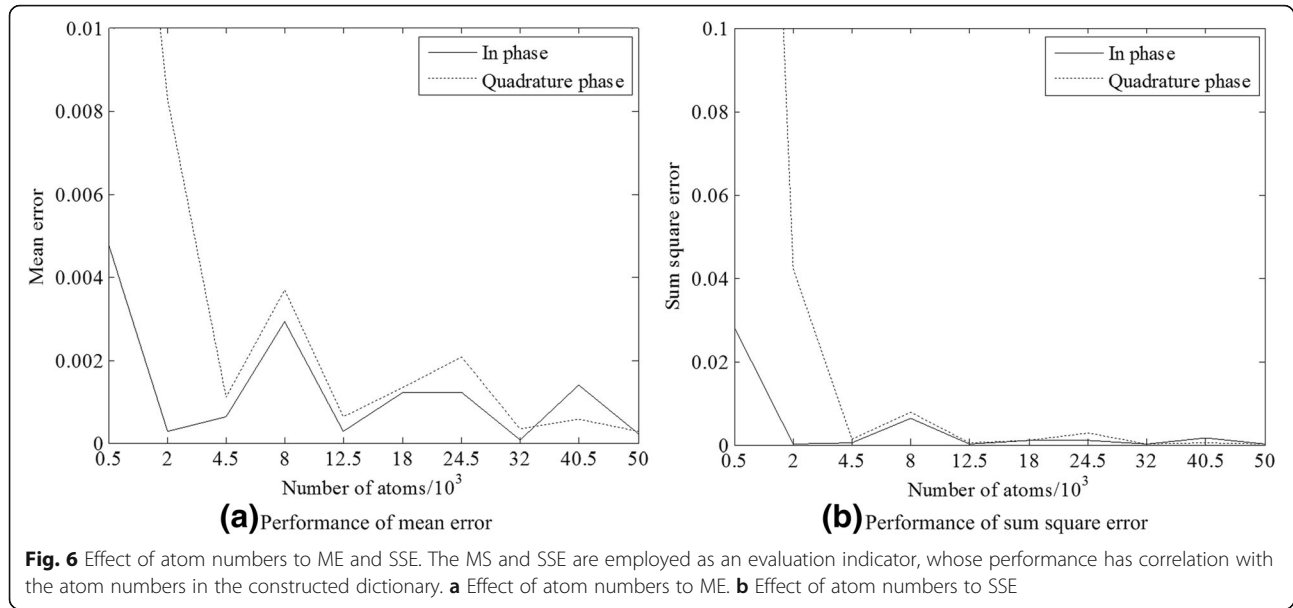 0.01
0.008
0.006
0.004
0.002
0
Mean error
In phase
Quadrature phase
0.5 2 4.5 8 12.5 18 24.5 32 40.5 50
Number of atoms/10³
(a) Performance of mean error
0.1
0.08
0.06
0.04
0.02
0
Sum square error
In phase
Quadrature phase
0.5 2 4.5 8 12.5 18 24.5 32 40.5 50
Number of atoms/10³
(b) Performance of sum square error
Fig. 6 Effect of atom numbers to ME and SSE. The MS and SSE are employed as an evaluation indicator, whose performance has correlation with
the atom numbers in the constructed dictionary. a Effect of atom numbers to ME. b Effect of atom numbers to SSE